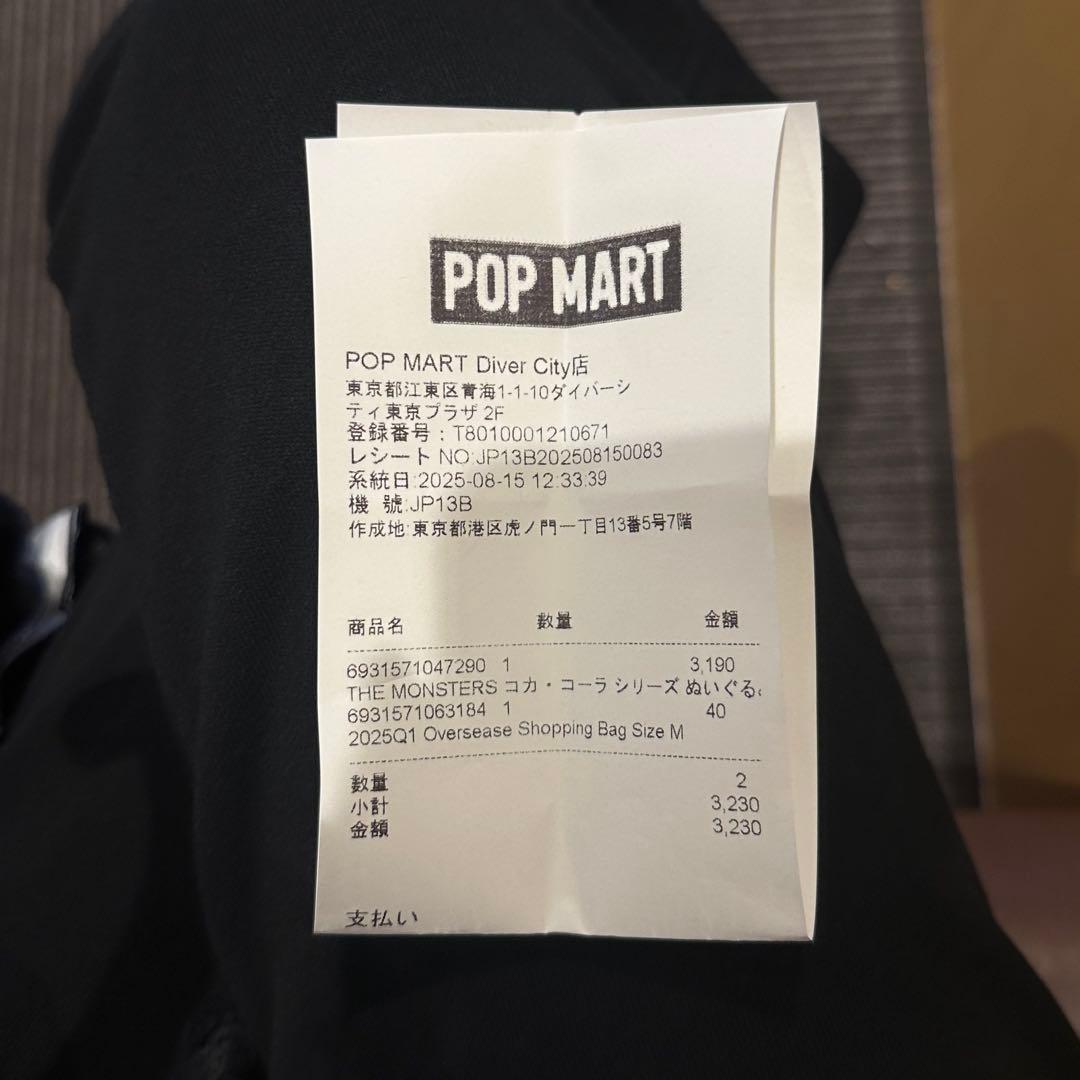 POP MART
POP MART Diver City店
東京都江東区青海1-1-10ダイバーシ
ティ東京プラザ 2F
登録番号：T8010001210671
レシート NO:JP13B202508150083
系統日:2025-08-15 12:33:39
機 號:JP13B
作成地:東京都港区虎ノ門一丁目13番5号7階
商品名 数量 金額
6931571047290 1 3,190
THE MONSTERS コカ・コーラ シリーズ ぬいぐる
6931571063184 1 40
2025Q1 Oversease Shopping Bag Size M
数量 2
小計 3,230
金額 3,230
支払い